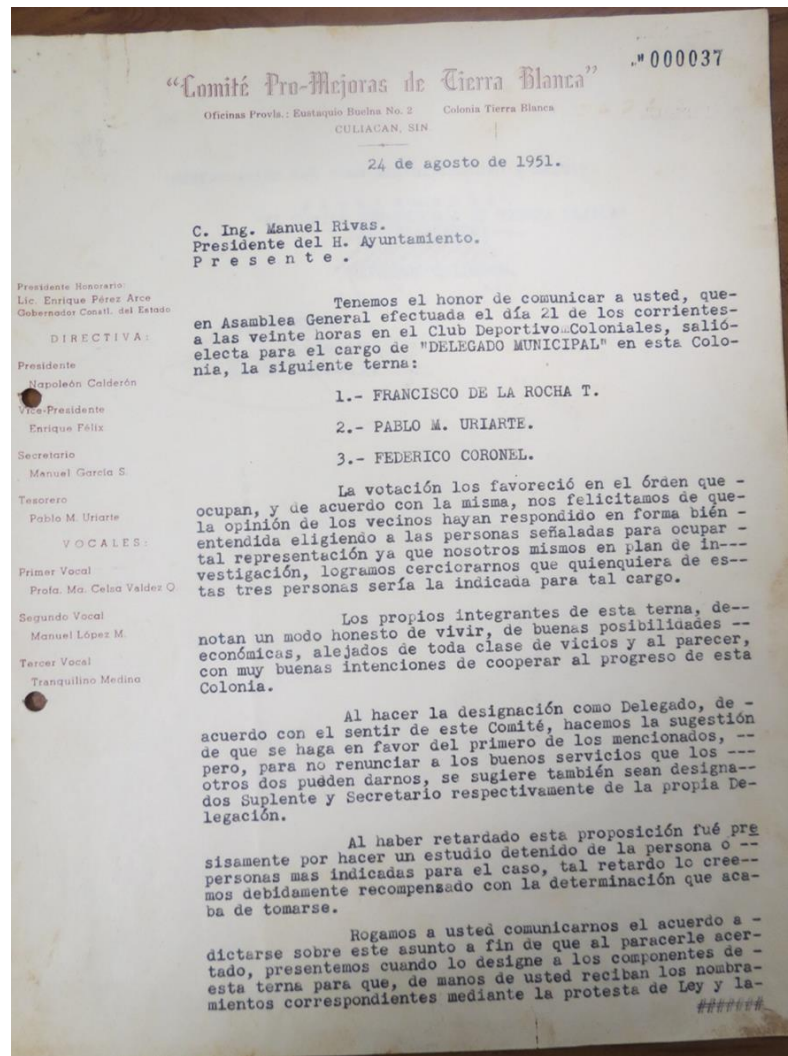 Nº 000037
“Comité Pro-Mejoras de Tierra Blanca”
Oficinas Provls.: Eustaquio Buelna No. 2 Colonia Tierra Blanca
CULIACAN, SIN.
24 de agosto de 1951.
C. Ing. Manuel Rivas.
Presidente del H. Ayuntamiento.
P r e s e n t e .
Presidente Honorario
Lic. Enrique Pérez Arce
Gobernador Constl. del Estado
DIRECTIVA:
Presidente
Napoleón Calderón
Vice-Presidente
Enrique Félix
Secretario
Manuel García S.
Tesorero
Pablo M. Uriarte
VOCALES:
Primer Vocal
Profa. Ma. Celsa Valdez Q.
Segundo Vocal
Manuel López M.
Tercer Vocal
Tranquilino Medina
Tenemos el honor de comunicar a usted, que-
en Asamblea General efectuada el día 21 de los corrientes-
a las veinte horas en el Club Deportivo Coloniales, salió-
electa para el cargo de "DELEGADO MUNICIPAL" en esta Colo-
nia, la siguiente terna:
1.- FRANCISCO DE LA ROCHA T.
2.- PABLO M. URIARTE.
3.- FEDERICO CORONEL.
La votación los favoreció en el órden que -
ocupan, y de acuerdo con la misma, nos felicitamos de que-
la opinión de los vecinos hayan respondido en forma bién -
entendida eligiendo a las personas señaladas para ocupar -
tal representación ya que nosotros mismos en plan de in---
vestigación, logramos cerciorarnos que quienquiera de es--
tas tres personas sería la indicada para tal cargo.
Los propios integrantes de esta terna, de--
notan un modo honesto de vivir, de buenas posibilidades --
económicas, alejados de toda clase de vicios y al parecer,
con muy buenas intenciones de cooperar al progreso de esta
Colonia.
Al hacer la designación como Delegado, de -
acuerdo con el sentir de este Comité, hacemos la sugestión
de que se haga en favor del primero de los mencionados, --
pero, para no renunciar a los buenos servicios que los ---
otros dos puéden darnos, se sugiere también sean designa--
dos Suplente y Secretario respectivamente de la propia De-
legación.
Al haber retardado esta proposición fué pre
sisamente por hacer un estudio detenido de la persona o --
personas mas indicadas para el caso, tal retardo lo cree--
mos debidamente recompensado con la determinación que aca-
ba de tomarse.
Rogamos a usted comunicarnos el acuerdo a -
dictarse sobre este asunto a fin de que al paracerle acer-
tado, presentemos cuando lo designe a los componentes de -
esta terna para que, de manos de usted reciban los nombra-
mientos correspondientes mediante la protesta de Ley y la-
#######